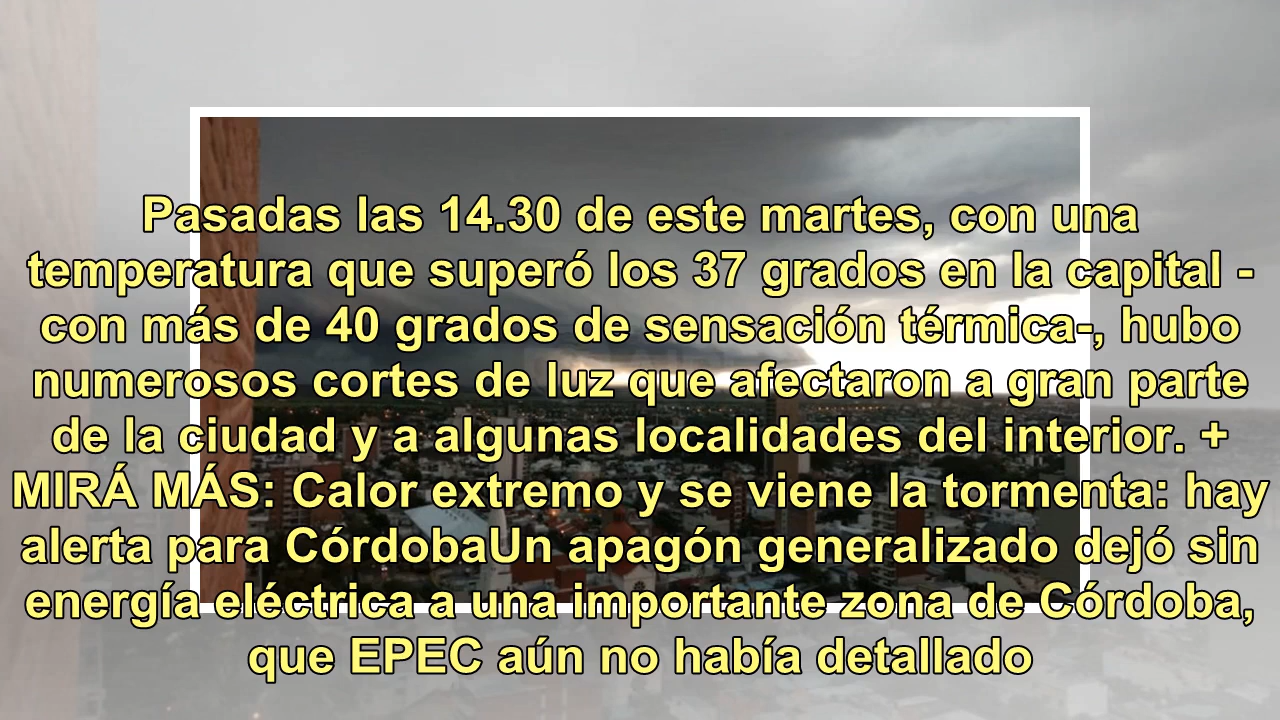 Pasadas las 14.30 de este martes, con una
temperatura que superó los 37 grados en la capital -
con más de 40 grados de sensación térmica-, hubo
numerosos cortes de luz que afectaron a gran parte
de la ciudad y a algunas localidades del interior. +
MIRÁ MÁS: Calor extremo y se viene la tormenta: hay
alerta para CórdobaUn apagón generalizado dejó sin
energía eléctrica a una importante zona de Córdoba,
que EPEC aún no había detallado